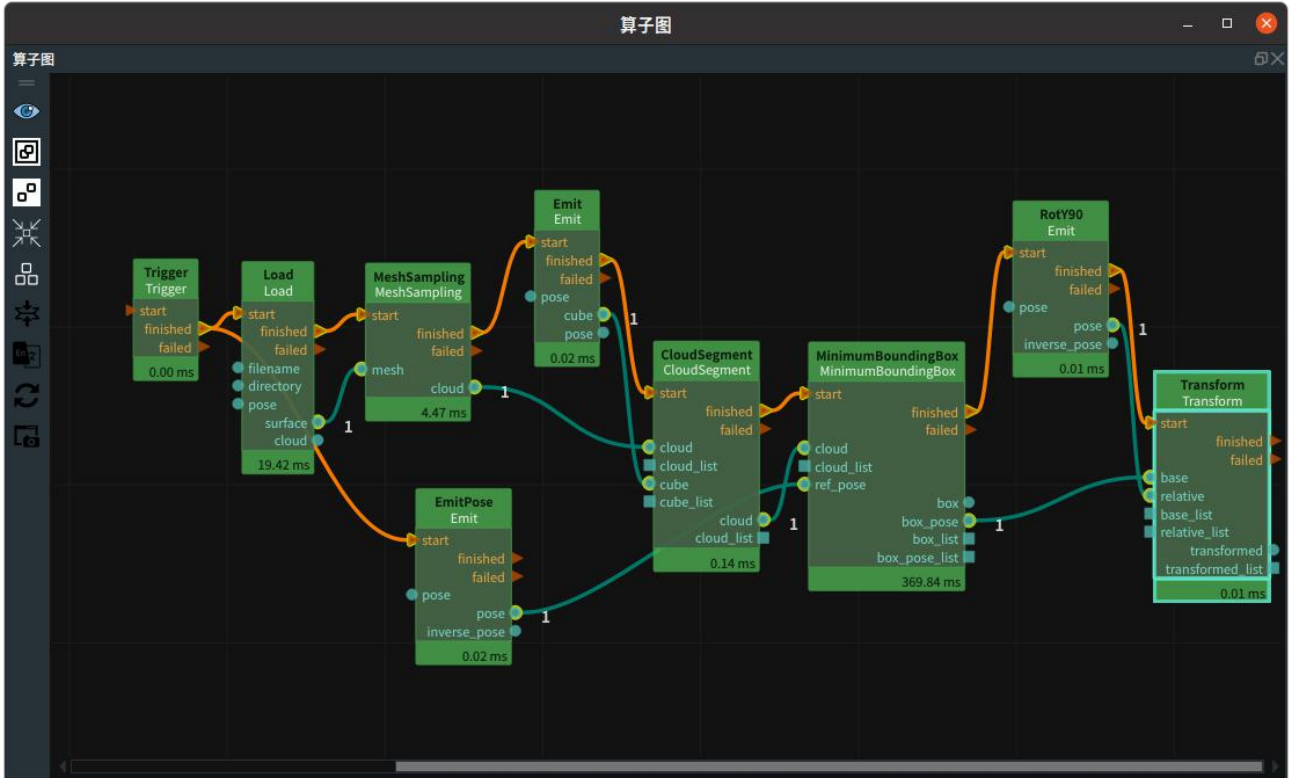 算子图
算子图
Trigger
Trigger
start
finished
failed
0.00 ms
Load
Load
start
finished
failed
filename
directory
pose
surface
cloud
19.42 ms
1
MeshSampling
MeshSampling
start
finished
failed
mesh
cloud
4.47 ms
1
Emit
Emit
start
finished
failed
pose
cube
pose
0.02 ms
1
EmitPose
Emit
start
finished
failed
pose
pose
inverse_pose
0.02 ms
1
CloudSegment
CloudSegment
start
finished
failed
cloud
cloud_list
cube
cube_list
cloud
cloud_list
0.14 ms
1
MinimumBoundingBox
MinimumBoundingBox
start
finished
failed
cloud
cloud_list
ref_pose
box
box_pose
box_list
box_pose_list
369.84 ms
1
RotY90
Emit
start
finished
failed
pose
pose
inverse_pose
0.01 ms
1
Transform
Transform
start
finished
failed
base
relative
base_list
relative_list
transformed
transformed_list
0.01 ms